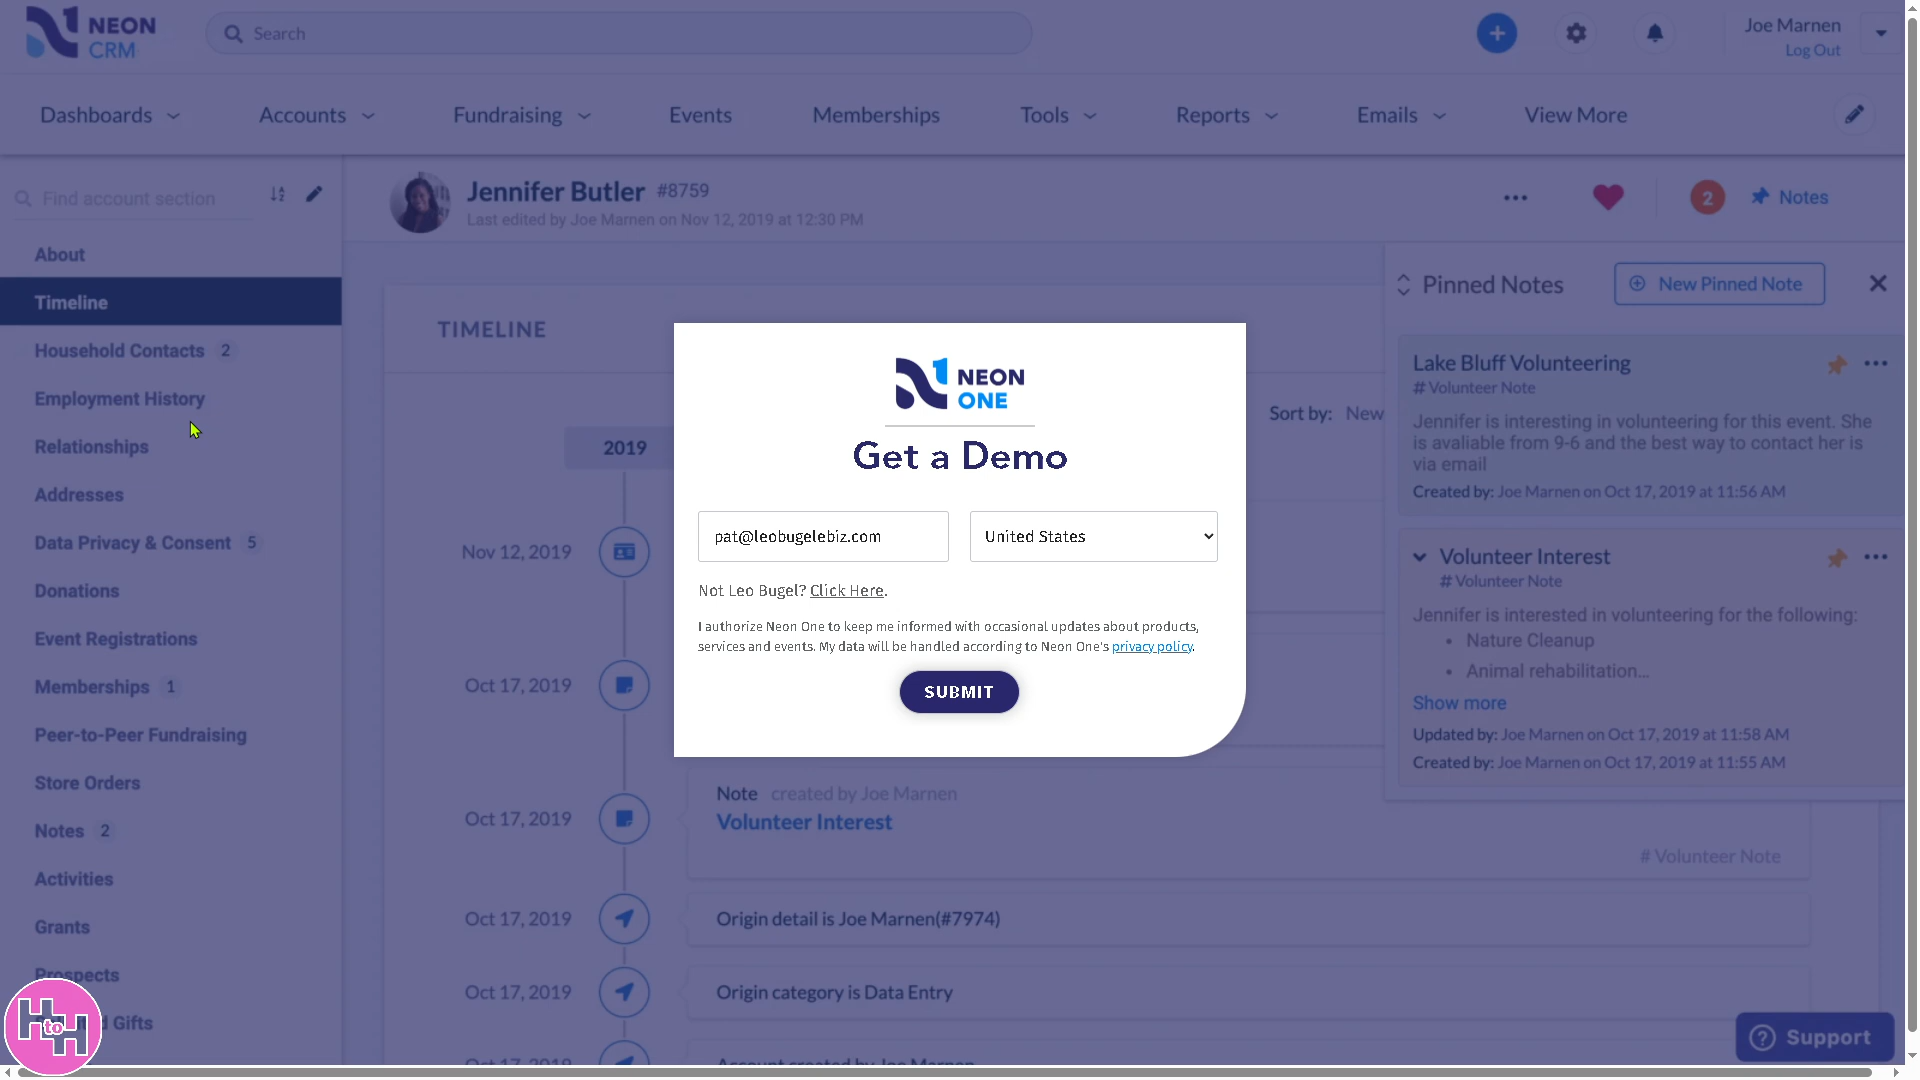 NEON
CRM
Search
Joe Marnen
Log Out
Dashboards
Accounts
Fundraising
Events
Memberships
Tools
Reports
Emails
View More
Find account section
Jennifer Butler #8759
Last edited by Joe Marnen on Nov 12, 2019 at 12:30 PM
2
Notes
About
Timeline
Household Contacts 2
Employment History
Relationships
Addresses
Data Privacy & Consent 5
Donations
Event Registrations
Memberships 1
Peer-to-Peer Fundraising
Store Orders
Notes 2
Activities
Grants
Prospects
Gifts
TIMELINE
Sort by: New
2019
Nov 12, 2019
Oct 17, 2019
Oct 17, 2019
Note created by Joe Marnen
Volunteer Interest
# Volunteer Note
Oct 17, 2019
Origin detail is Joe Marnen(#7974)
Oct 17, 2019
Origin category is Data Entry
Oct 17, 2019
Account created by Joe Marnen
Pinned Notes
New Pinned Note
Lake Bluff Volunteering
# Volunteer Note
Jennifer is interesting in volunteering for this event. She
is avaliable from 9-6 and the best way to contact her is
via email
Created by: Joe Marnen on Oct 17, 2019 at 11:56 AM
Volunteer Interest
# Volunteer Note
Jennifer is interested in volunteering for the following:
• Nature Cleanup
• Animal rehabilitation...
Show more
Updated by: Joe Marnen on Oct 17, 2019 at 11:58 AM
Created by: Joe Marnen on Oct 17, 2019 at 11:55 AM
NEON
ONE
Get a Demo
pat@leobugelebiz.com
United States
Not Leo Bugel? Click Here.
I authorize Neon One to keep me informed with occasional updates about products,
services and events. My data will be handled according to Neon One's privacy policy.
SUBMIT
H to H
Support